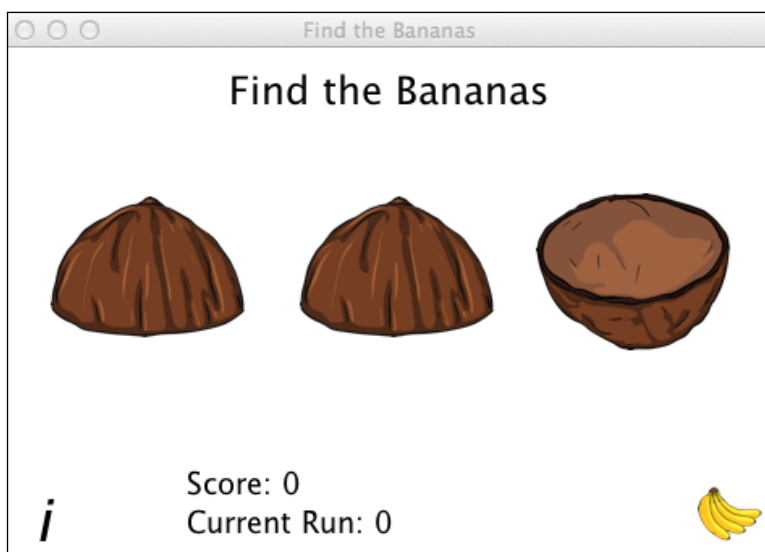 Find the Bananas
Find the Bananas
Score: 0
Current Run: 0
i